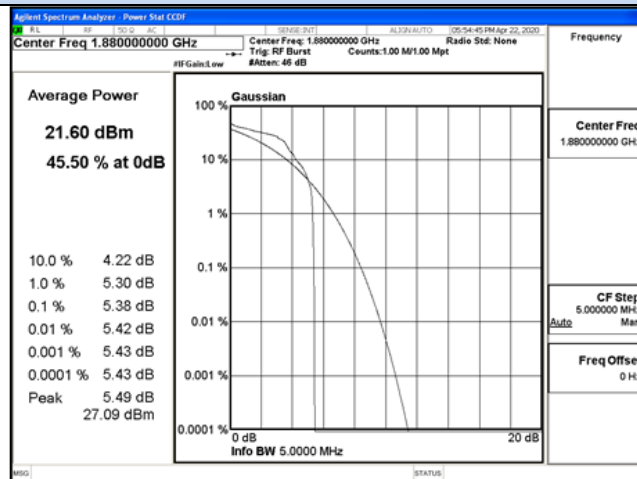 Agilent Spectrum Analyzer - Power Stat CCDF
RL RF 50 Ω AC SENSE:INT ALIGN AUTO 05:54:45 PM Apr 22, 2020
Center Freq 1.880000000 GHz
Center Freq: 1.880000000 GHz Radio Std: None
Trig: RF Burst Counts:1.00 M/1.00 Mpt
#IFGain:Low #Atten: 46 dB
Frequency
Average Power
21.60 dBm
45.50 % at 0dB
10.0 % 4.22 dB
1.0 % 5.30 dB
0.1 % 5.38 dB
0.01 % 5.42 dB
0.001 % 5.43 dB
0.0001 % 5.43 dB
Peak 5.49 dB
27.09 dBm
Gaussian
100 %
10 %
1 %
0.1 %
0.01 %
0.001 %
0.0001 %
0 dB 20 dB
Info BW 5.0000 MHz
Center Freq
1.880000000 GH
CF Step
5.000000 MH
Auto Ma
Freq Offse
0 H
MSG STATUS